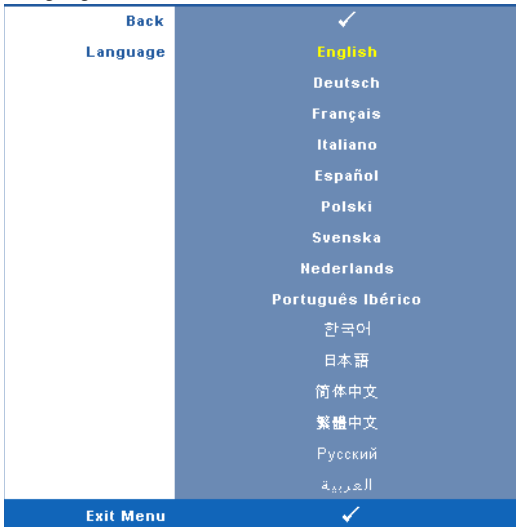 Back ✓
Language English
Deutsch
Français
Italiano
Español
Polski
Svenska
Nederlands
Português Ibérico
한국어
日本語
简体中文
繁體中文
Русский
العربية
Exit Menu ✓